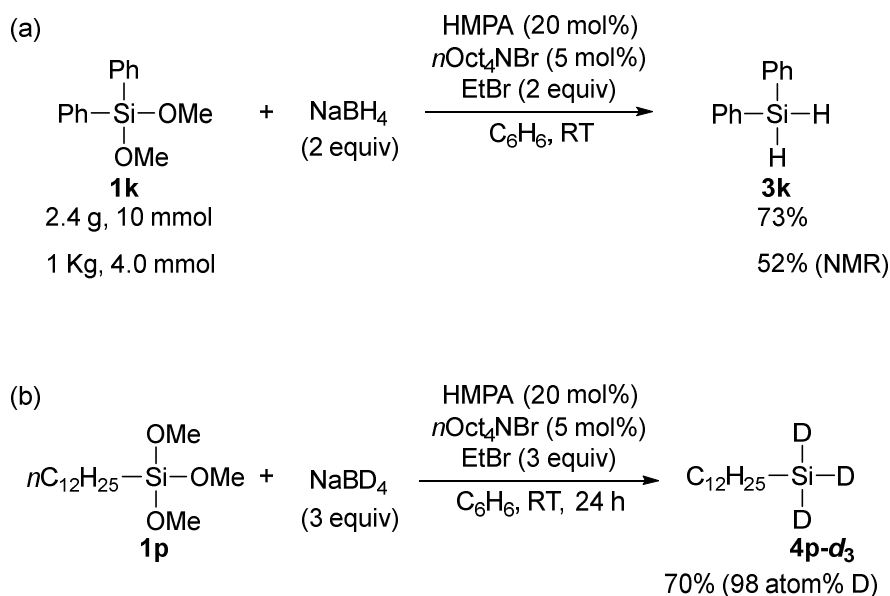 (a)
HMPA (20 mol%)
nOct₄NBr (5 mol%)
EtBr (2 equiv)
C₆H₆, RT
Ph
Ph–Si–OMe
OMe
1k
2.4 g, 10 mmol
1 Kg, 4.0 mmol
+
NaBH₄
(2 equiv)
Ph
Ph–Si–H
H
3k
73%
52% (NMR)
(b)
HMPA (20 mol%)
nOct₄NBr (5 mol%)
EtBr (3 equiv)
C₆H₆, RT, 24 h
OMe
nC₁₂H₂₅–Si–OMe
OMe
1p
+
NaBD₄
(3 equiv)
D
C₁₂H₂₅–Si–D
D
4p-d₃
70% (98 atom% D)